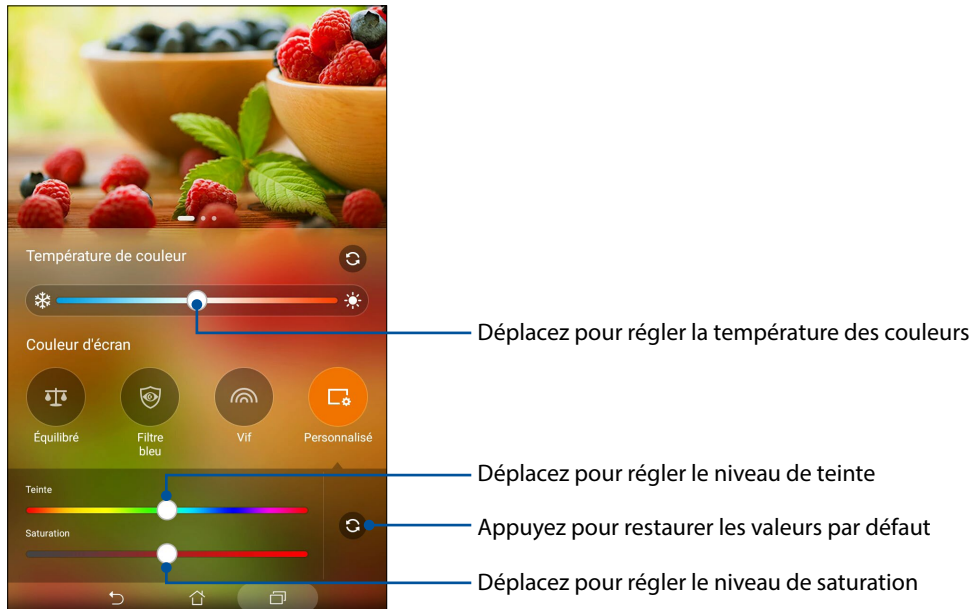 Température de couleur
Déplacez pour régler la température des couleurs
Couleur d'écran
Équilibré
Filtre
bleu
Vif
Personnalisé
Déplacez pour régler le niveau de teinte
Teinte
Appuyez pour restaurer les valeurs par défaut
Saturation
Déplacez pour régler le niveau de saturation